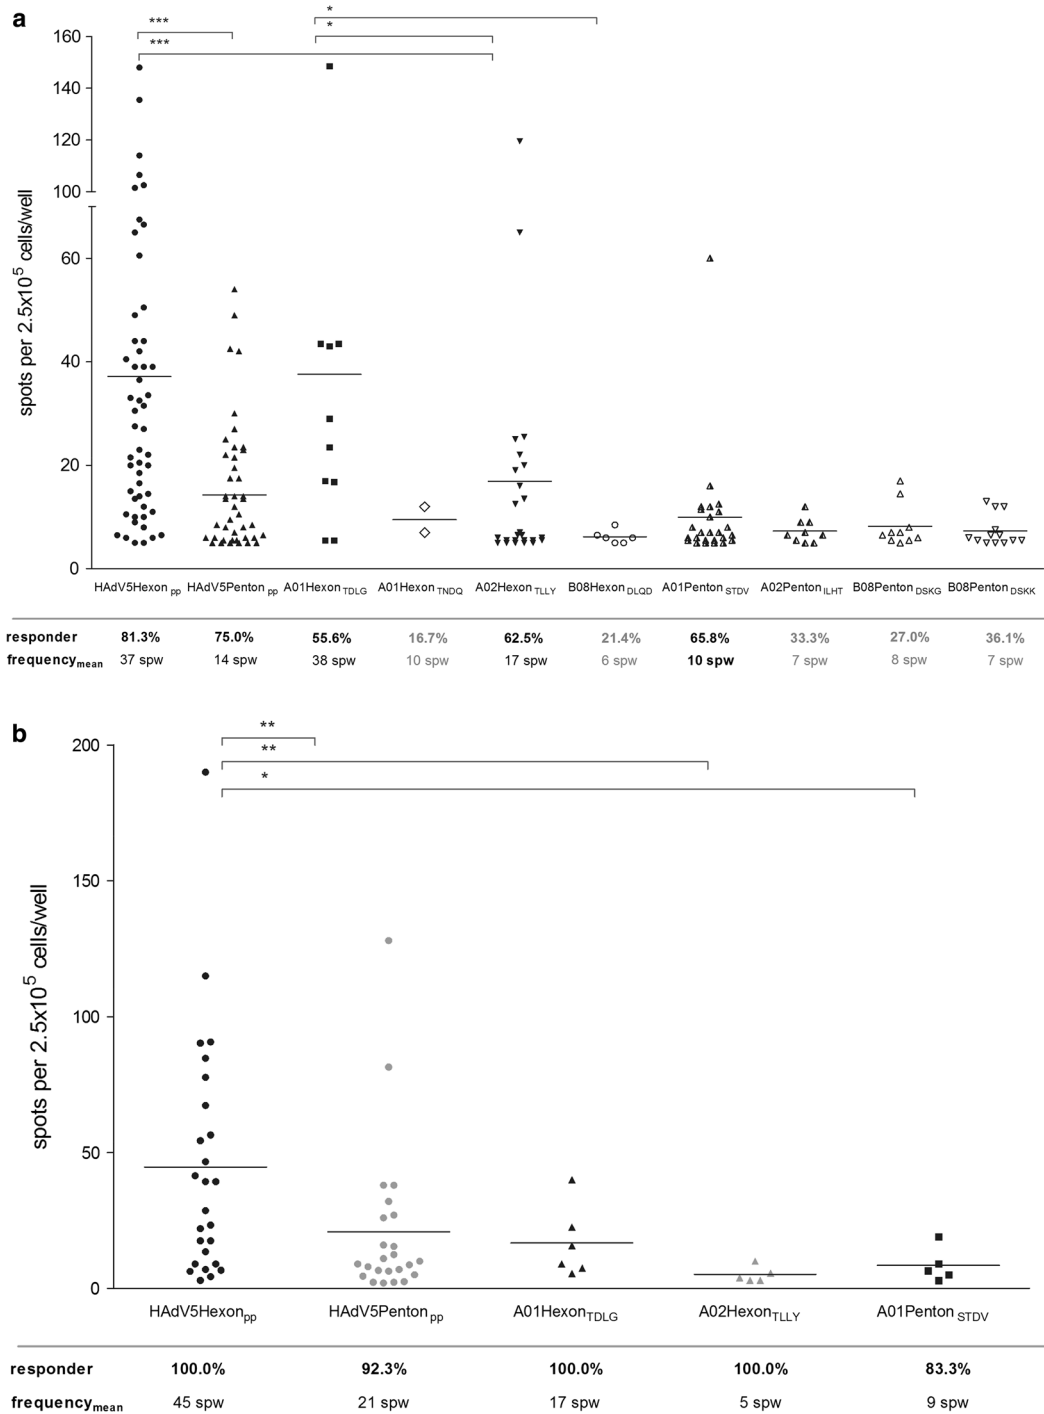 a
*
***
*
***
160
140
120
100
60
40
20
0
spots per 2.5x10⁵ cells/well
HAdV5Hexon pp HAdV5Penton pp A01Hexon TDLG A01Hexon TNDQ A02Hexon TLLY B08Hexon DLQD A01Penton STDV A02Penton ILHT B08Penton DSKG B08Penton DSKK
responder 81.3% 75.0% 55.6% 16.7% 62.5% 21.4% 65.8% 33.3% 27.0% 36.1%
frequency mean 37 spw 14 spw 38 spw 10 spw 17 spw 6 spw 10 spw 7 spw 8 spw 7 spw
b
**
**
*
200
150
100
50
0
spots per 2.5x10⁵ cells/well
HAdV5Hexon pp HAdV5Penton pp A01Hexon TDLG A02Hexon TLLY A01Penton STDV
responder 100.0% 92.3% 100.0% 100.0% 83.3%
frequency mean 45 spw 21 spw 17 spw 5 spw 9 spw